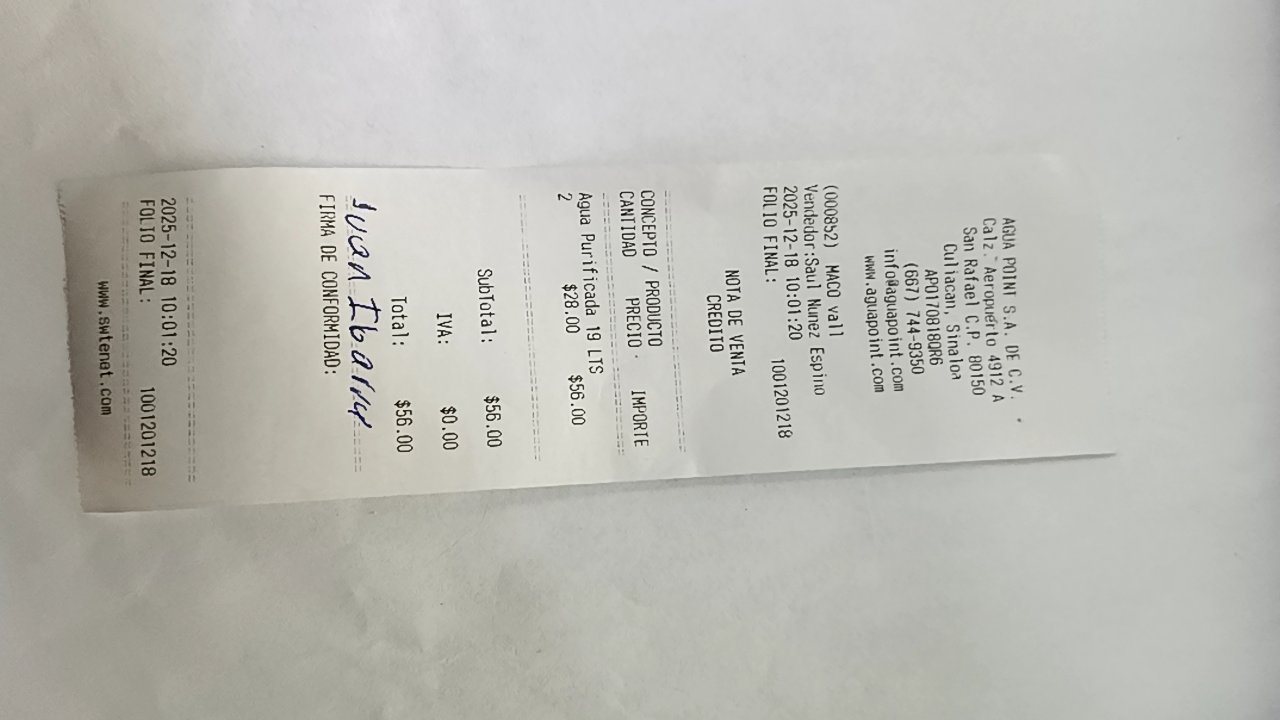 AGUA POINT S.A. DE C.V.
Calz. Aeropuerto 4912 A
San Rafael C.P. 80150
Culiacan, Sinaloa
APO170818QR6
(667) 744-9350
info@aguapoint.com
www.aguapoint.com
(000852) MACO vall
Vendedor:Saul Nunez Espino
2025-12-18 10:01:20
FOLIO FINAL: 1001201218
NOTA DE VENTA
CREDITO
CONCEPTO / PRODUCTO
CANTIDAD PRECIO IMPORTE
Agua Purificada 19 LTS
2 $28.00 $56.00
SubTotal: $56.00
IVA: $0.00
Total: $56.00
Juan Ibarra
FIRMA DE CONFORMIDAD:
2025-12-18 10:01:20
FOLIO FINAL: 1001201218
www.swtenet.com